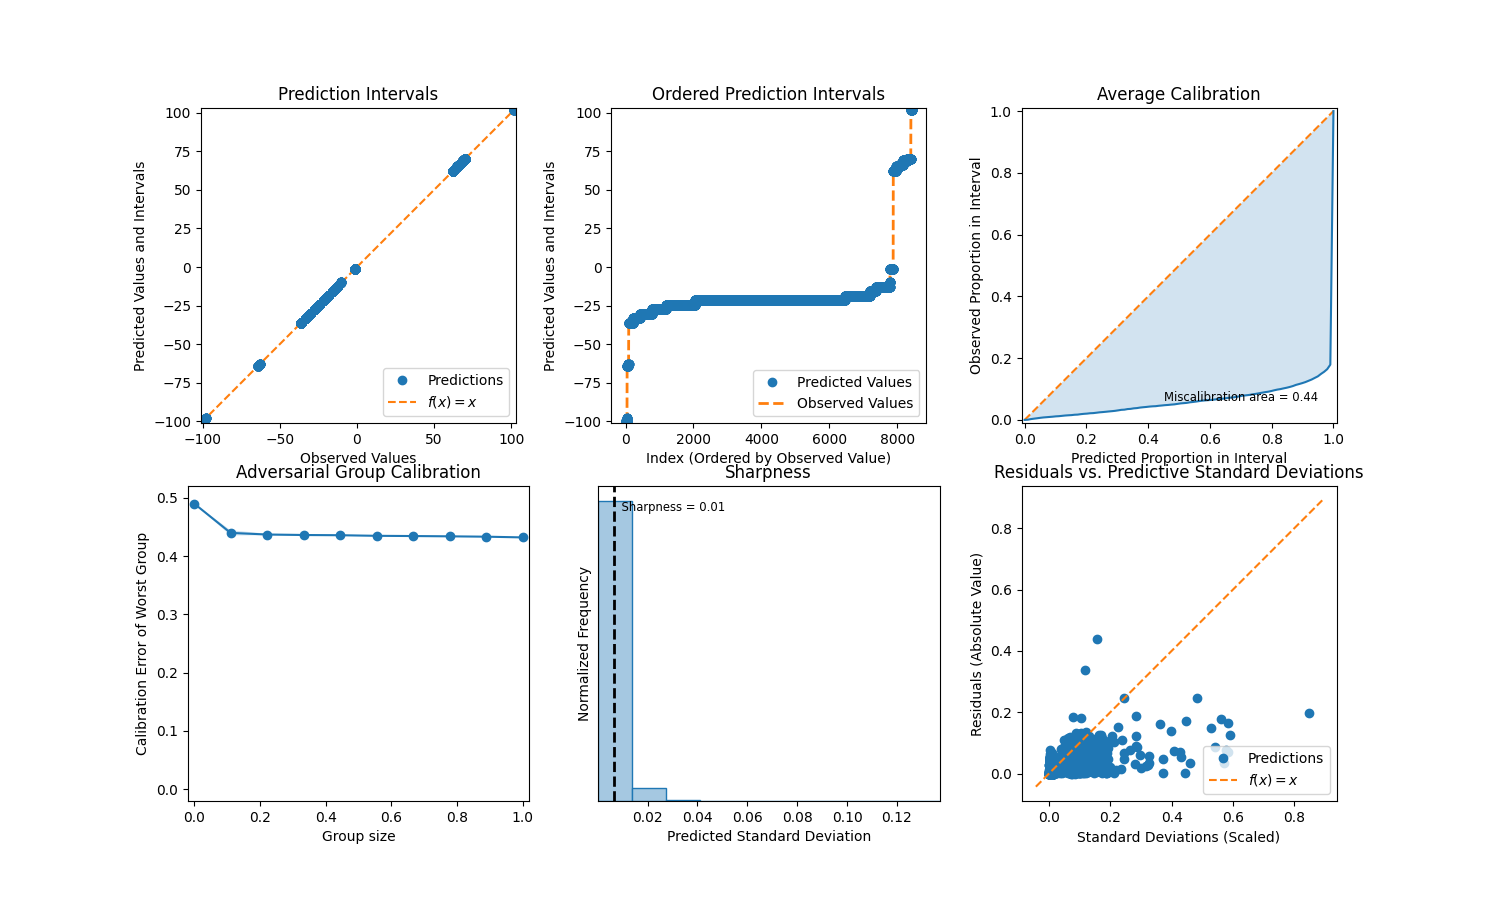 Prediction Intervals
Predicted Values and Intervals
100
75
50
25
0
−25
−50
−75
−100
Predictions
f(x) = x
−100
−50
0
50
100
Observed Values
Ordered Prediction Intervals
Predicted Values and Intervals
100
75
50
25
0
−25
−50
−75
−100
Predicted Values
Observed Values
0
2000
4000
6000
8000
Index (Ordered by Observed Value)
Average Calibration
Observed Proportion in Interval
1.0
0.8
0.6
0.4
0.2
0.0
Miscalibration area = 0.44
0.0
0.2
0.4
0.6
0.8
1.0
Predicted Proportion in Interval
Adversarial Group Calibration
Calibration Error of Worst Group
0.5
0.4
0.3
0.2
0.1
0.0
0.0
0.2
0.4
0.6
0.8
1.0
Group size
Sharpness
Normalized Frequency
Sharpness = 0.01
0.02
0.04
0.06
0.08
0.10
0.12
Predicted Standard Deviation
Residuals vs. Predictive Standard Deviations
Residuals (Absolute Value)
0.8
0.6
0.4
0.2
0.0
Predictions
f(x) = x
0.0
0.2
0.4
0.6
0.8
Standard Deviations (Scaled)